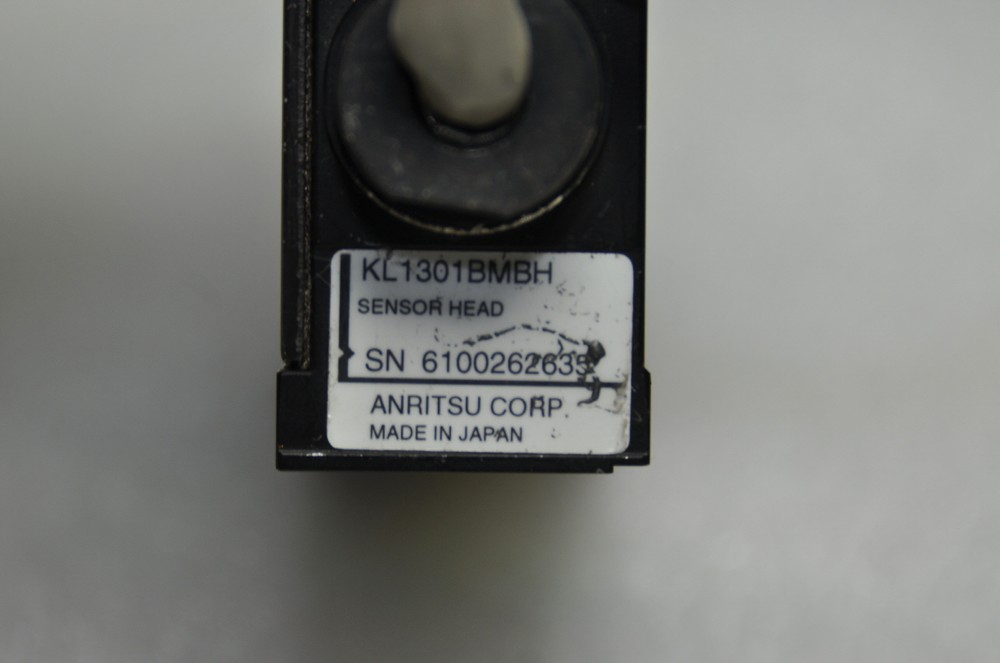 KL1301BMBH
SENSOR HEAD
SN 6100262635
ANRITSU CORP.
MADE IN JAPAN